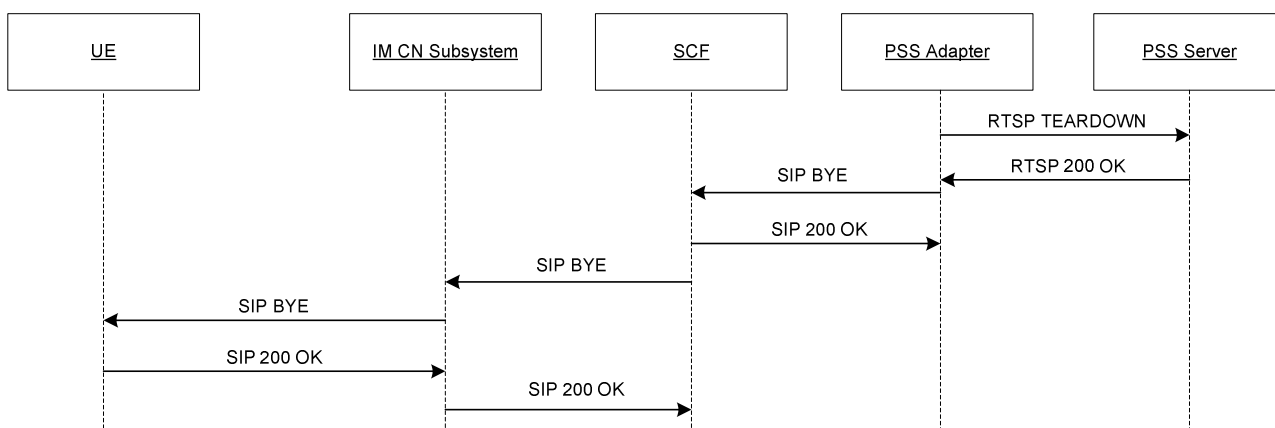 UE
IM CN Subsystem
SCF
PSS Adapter
PSS Server
RTSP TEARDOWN
RTSP 200 OK
SIP BYE
SIP 200 OK
SIP BYE
SIP BYE
SIP 200 OK
SIP 200 OK